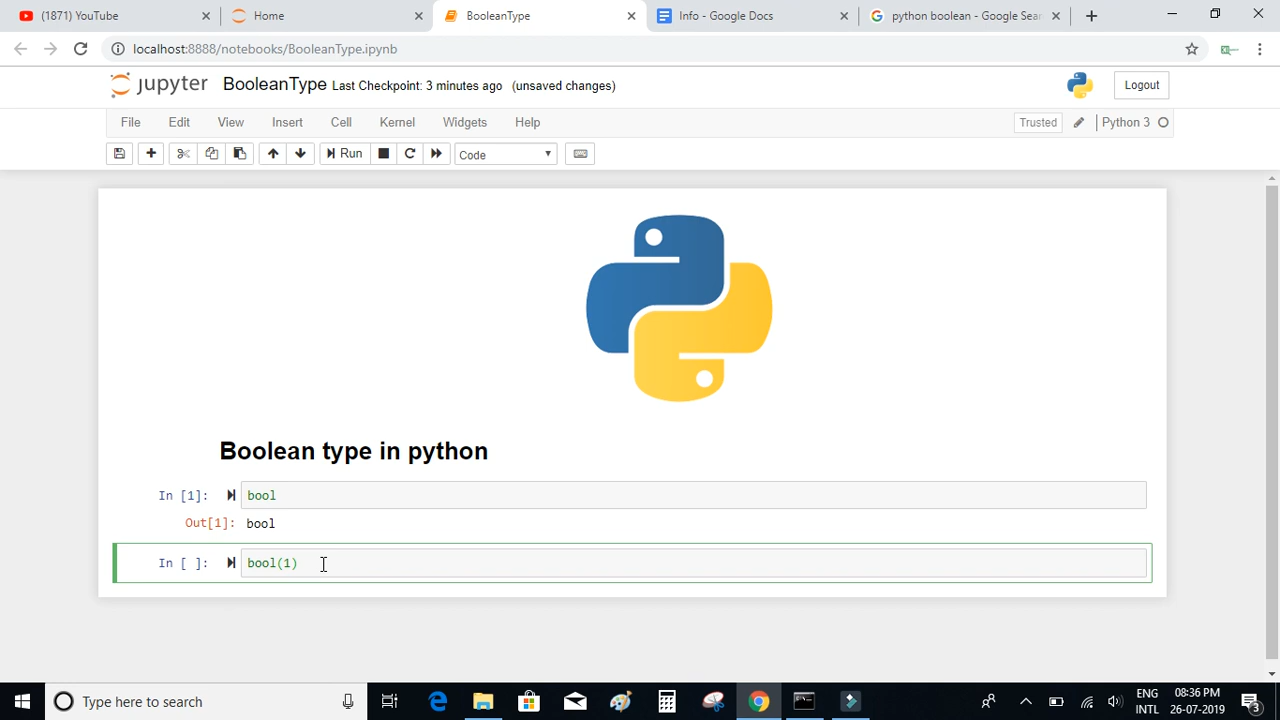 (1871) YouTube
Home
BooleanType
Info - Google Docs
python boolean - Google Sear
localhost:8888/notebooks/BooleanType.ipynb
jupyter BooleanType Last Checkpoint: 3 minutes ago (unsaved changes)
Logout
File Edit View Insert Cell Kernel Widgets Help
Trusted Python 3
Run Code
Boolean type in python
In [1]: bool
Out[1]: bool
In [ ]: bool(1)
Type here to search
ENG 08:36 PM
INTL 26-07-2019 3